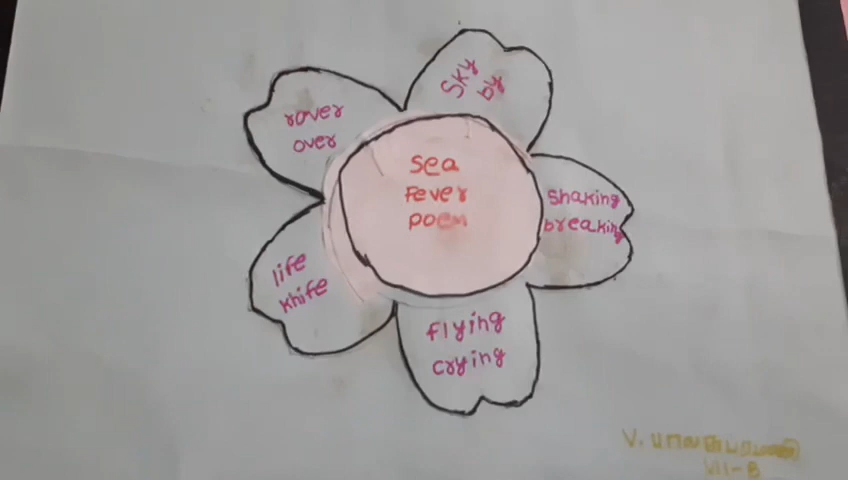 sky
by
rover
over
sea
Fever
poem
shaking
breaking
life
knife
flying
crying
V.
VII-B